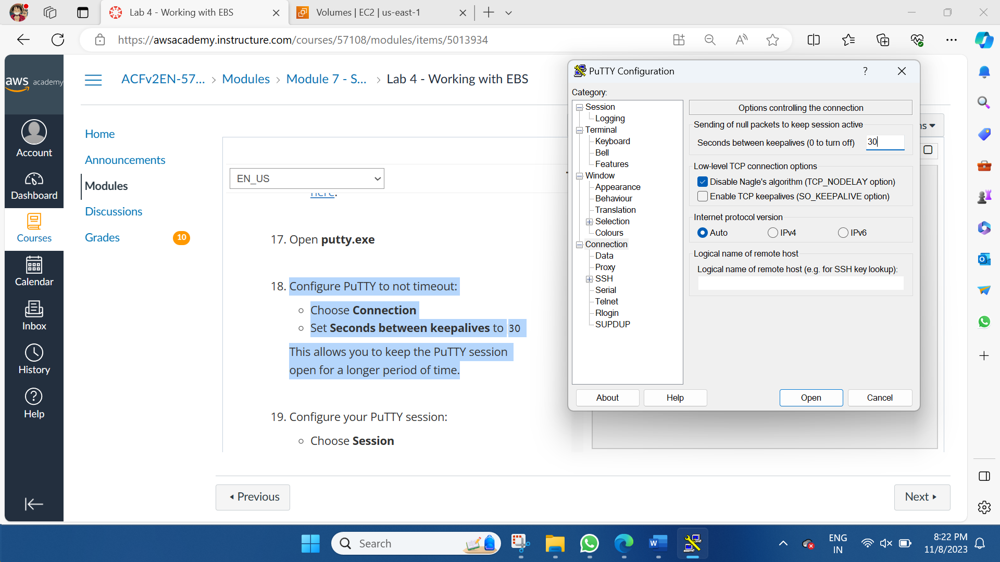 Lab 4 - Working with EBS
Volumes | EC2 | us-east-1
https://awsacademy.instructure.com/courses/57108/modules/items/5013934
aws academy
Account
Dashboard
Courses
Calendar
Inbox
History
Help
ACFv2EN-57... > Modules > Module 7 - S... > Lab 4 - Working with EBS
Home
Announcements
Modules
Discussions
Grades 10
EN_US
here.
17. Open putty.exe
18. Configure PuTTY to not timeout:
Choose Connection
Set Seconds between keepalives to 30
This allows you to keep the PuTTY session
open for a longer period of time.
19. Configure your PuTTY session:
Choose Session
Previous
Next
PuTTY Configuration
?
Category:
Session
Logging
Terminal
Keyboard
Bell
Features
Window
Appearance
Behaviour
Translation
Selection
Colours
Connection
Data
Proxy
SSH
Serial
Telnet
Rlogin
SUPDUP
Options controlling the connection
Sending of null packets to keep session active
Seconds between keepalives (0 to turn off) 30
Low-level TCP connection options
Disable Nagle's algorithm (TCP_NODELAY option)
Enable TCP keepalives (SO_KEEPALIVE option)
Internet protocol version
Auto IPv4 IPv6
Logical name of remote host
Logical name of remote host (e.g. for SSH key lookup):
About Help Open Cancel
Search
ENG
IN
8:22 PM
11/8/2023